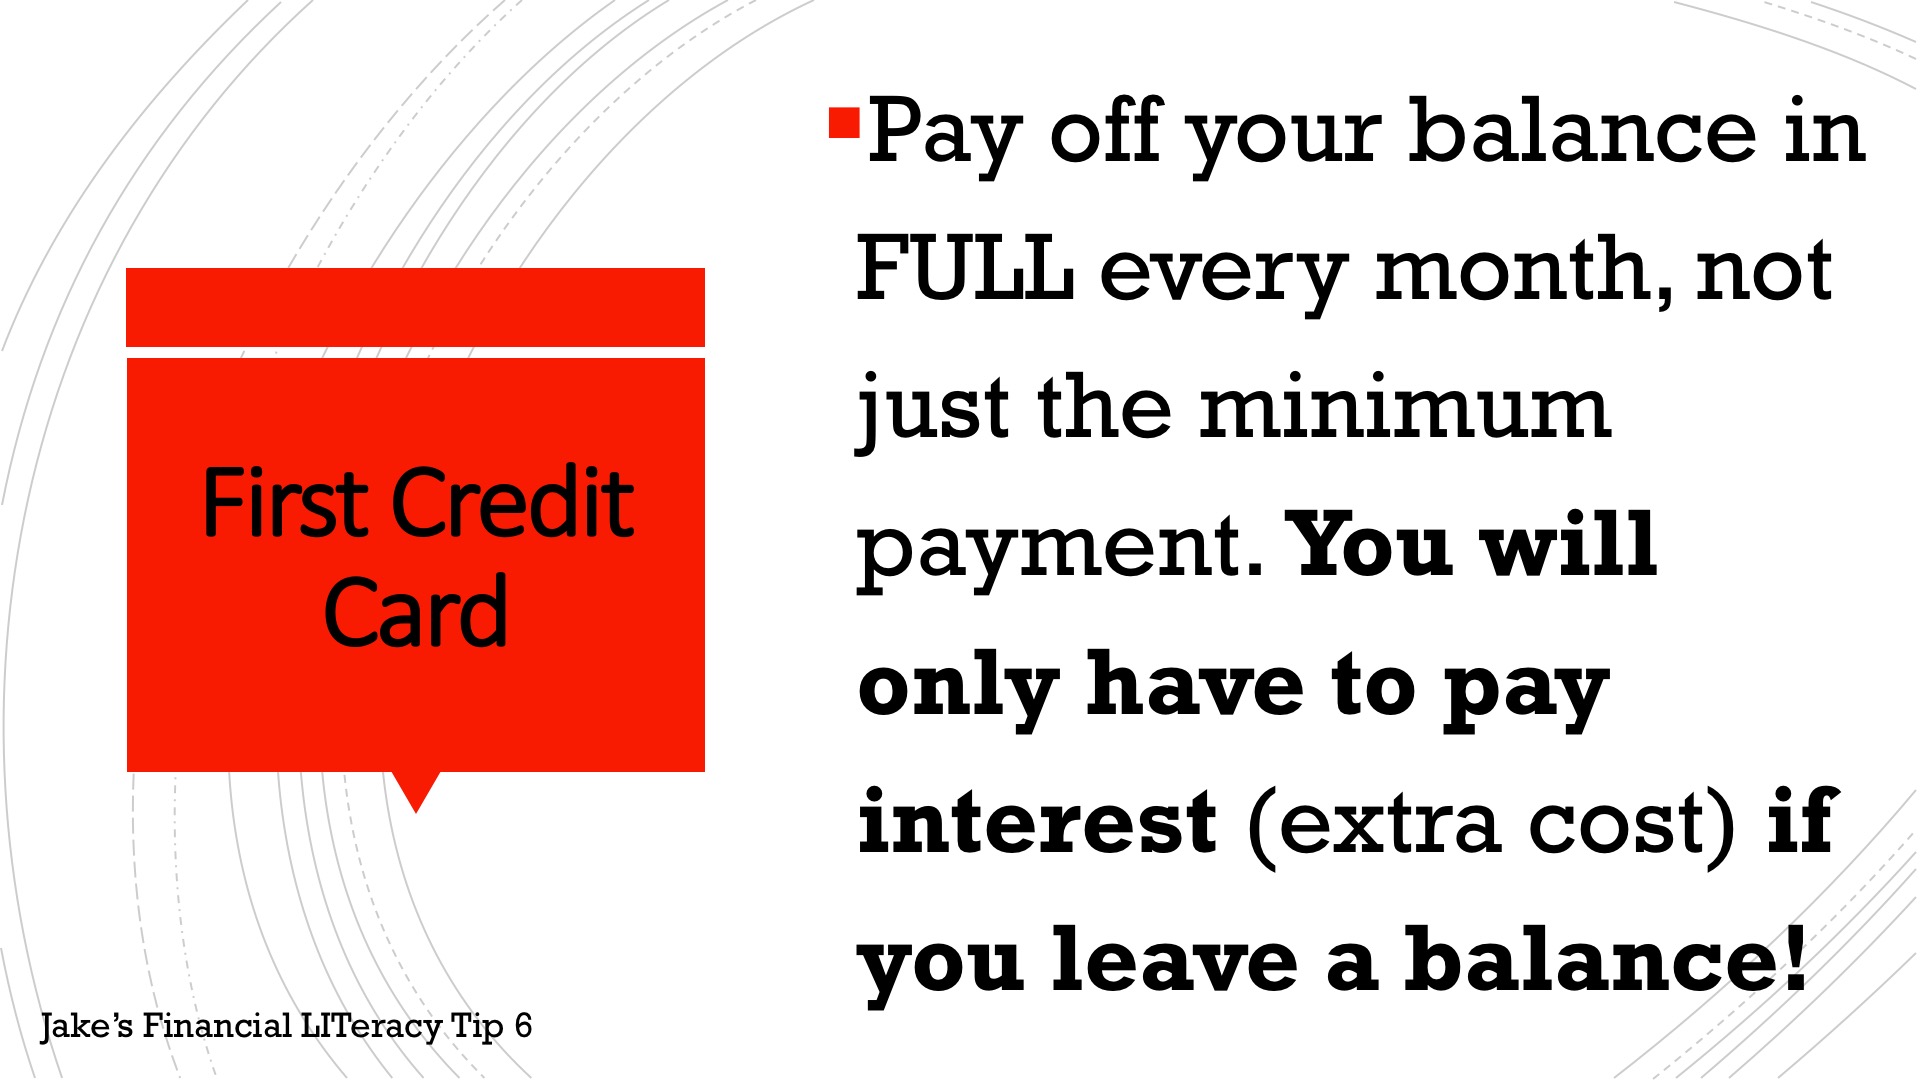 First Credit
Card
▪Pay off your balance in
FULL every month, not
just the minimum
payment. You will
only have to pay
interest (extra cost) if
you leave a balance!
Jake’s Financial LITeracy Tip 6